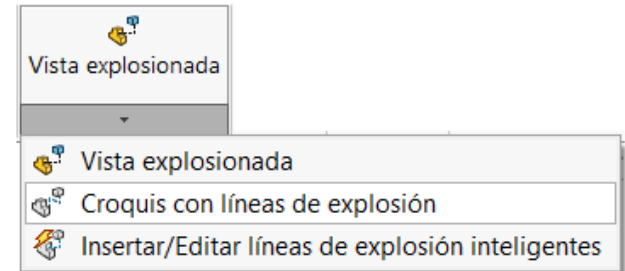 Vista explosionada
Vista explosionada
Croquis con líneas de explosión
Insertar/Editar líneas de explosión inteligentes